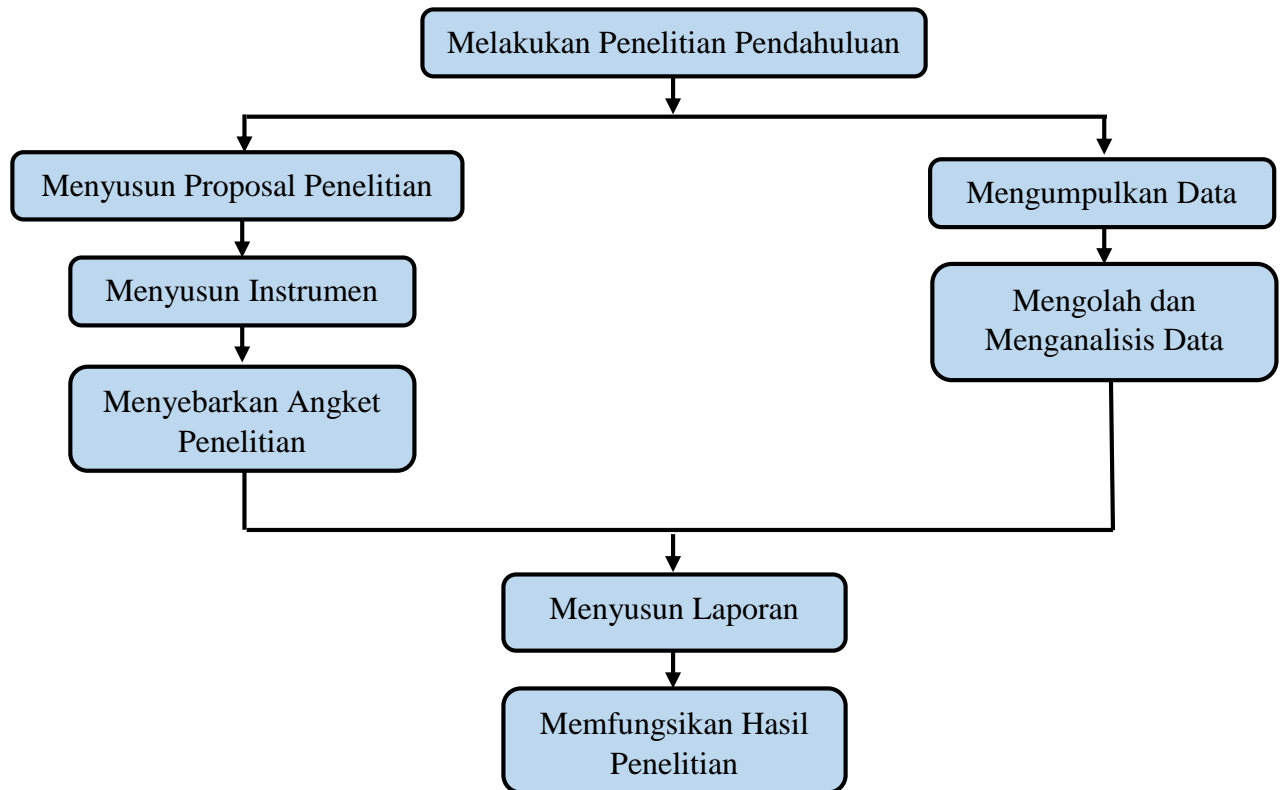 Melakukan Penelitian Pendahuluan
Menyusun Proposal Penelitian
Menyusun Instrumen
Menyebarkan Angket
Penelitian
Mengumpulkan Data
Mengolah dan
Menganalisis Data
Menyusun Laporan
Memfungsikan Hasil
Penelitian